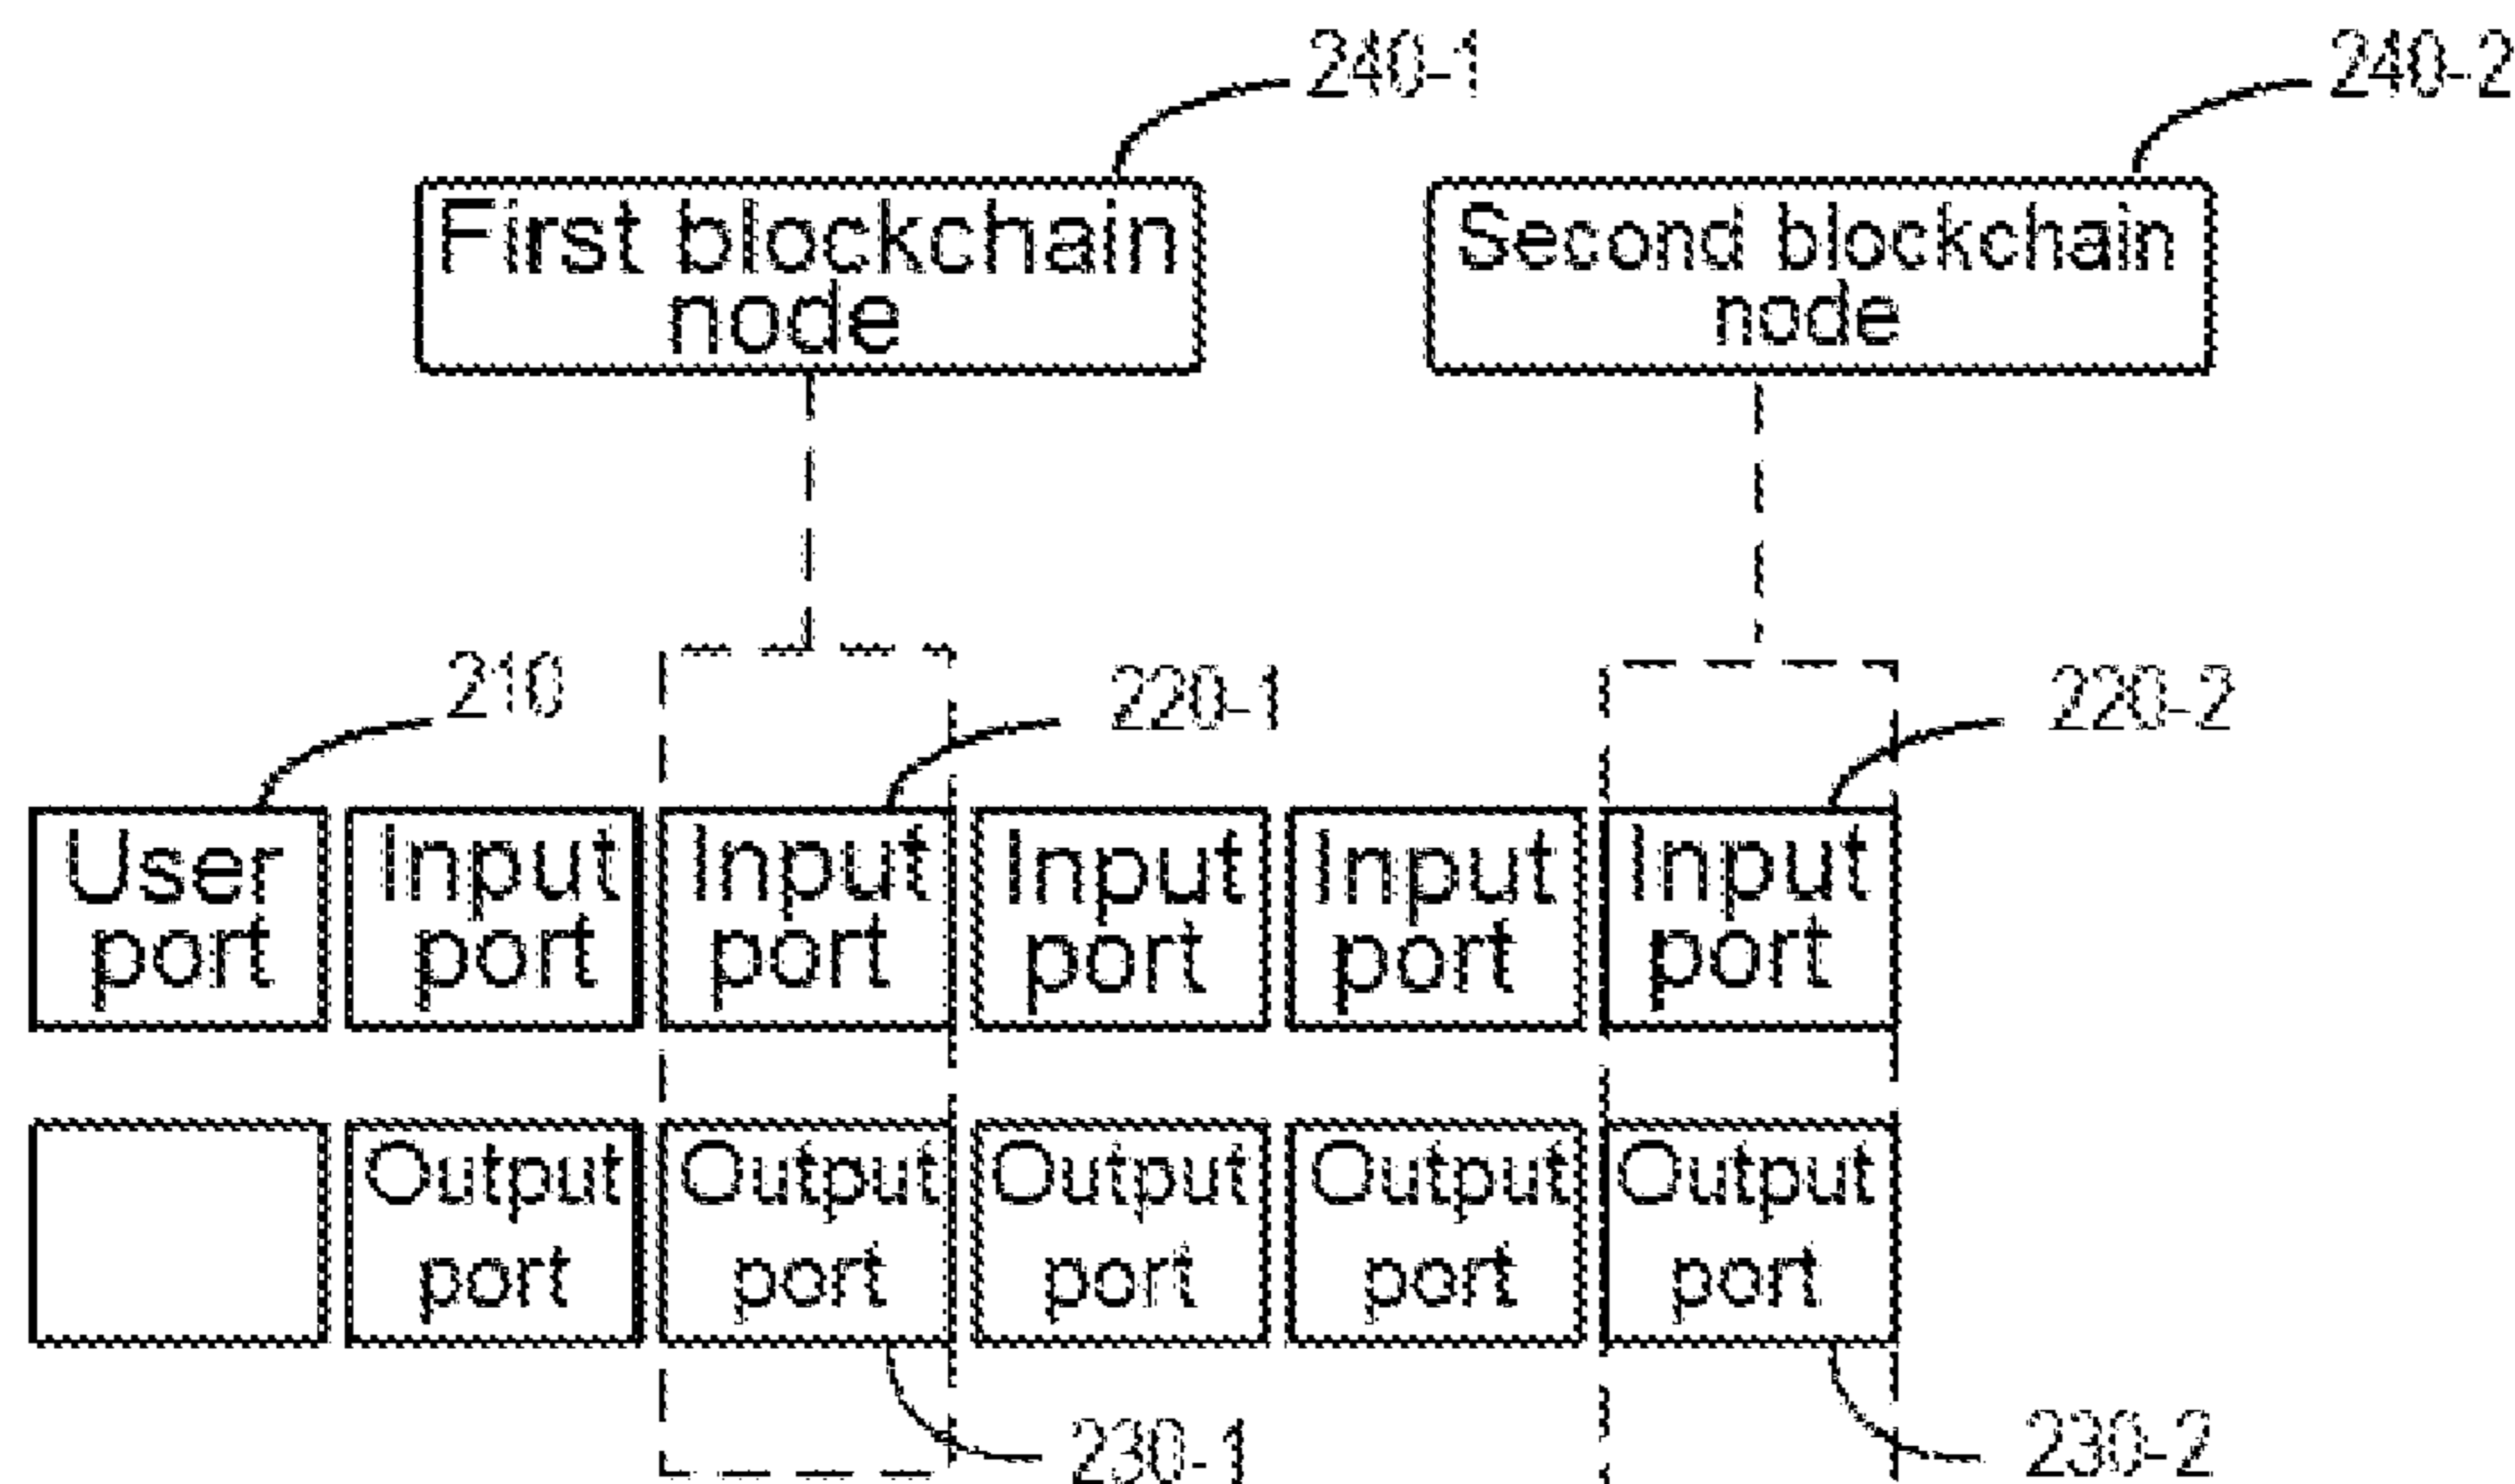 240-1
240-2
First blockchain
node
Second blockchain
node
210
220-1
220-2
User
port
Input
port
Input
port
Input
port
Input
port
Input
port
Output
port
Output
port
Output
port
Output
port
Output
port
230-1
230-2